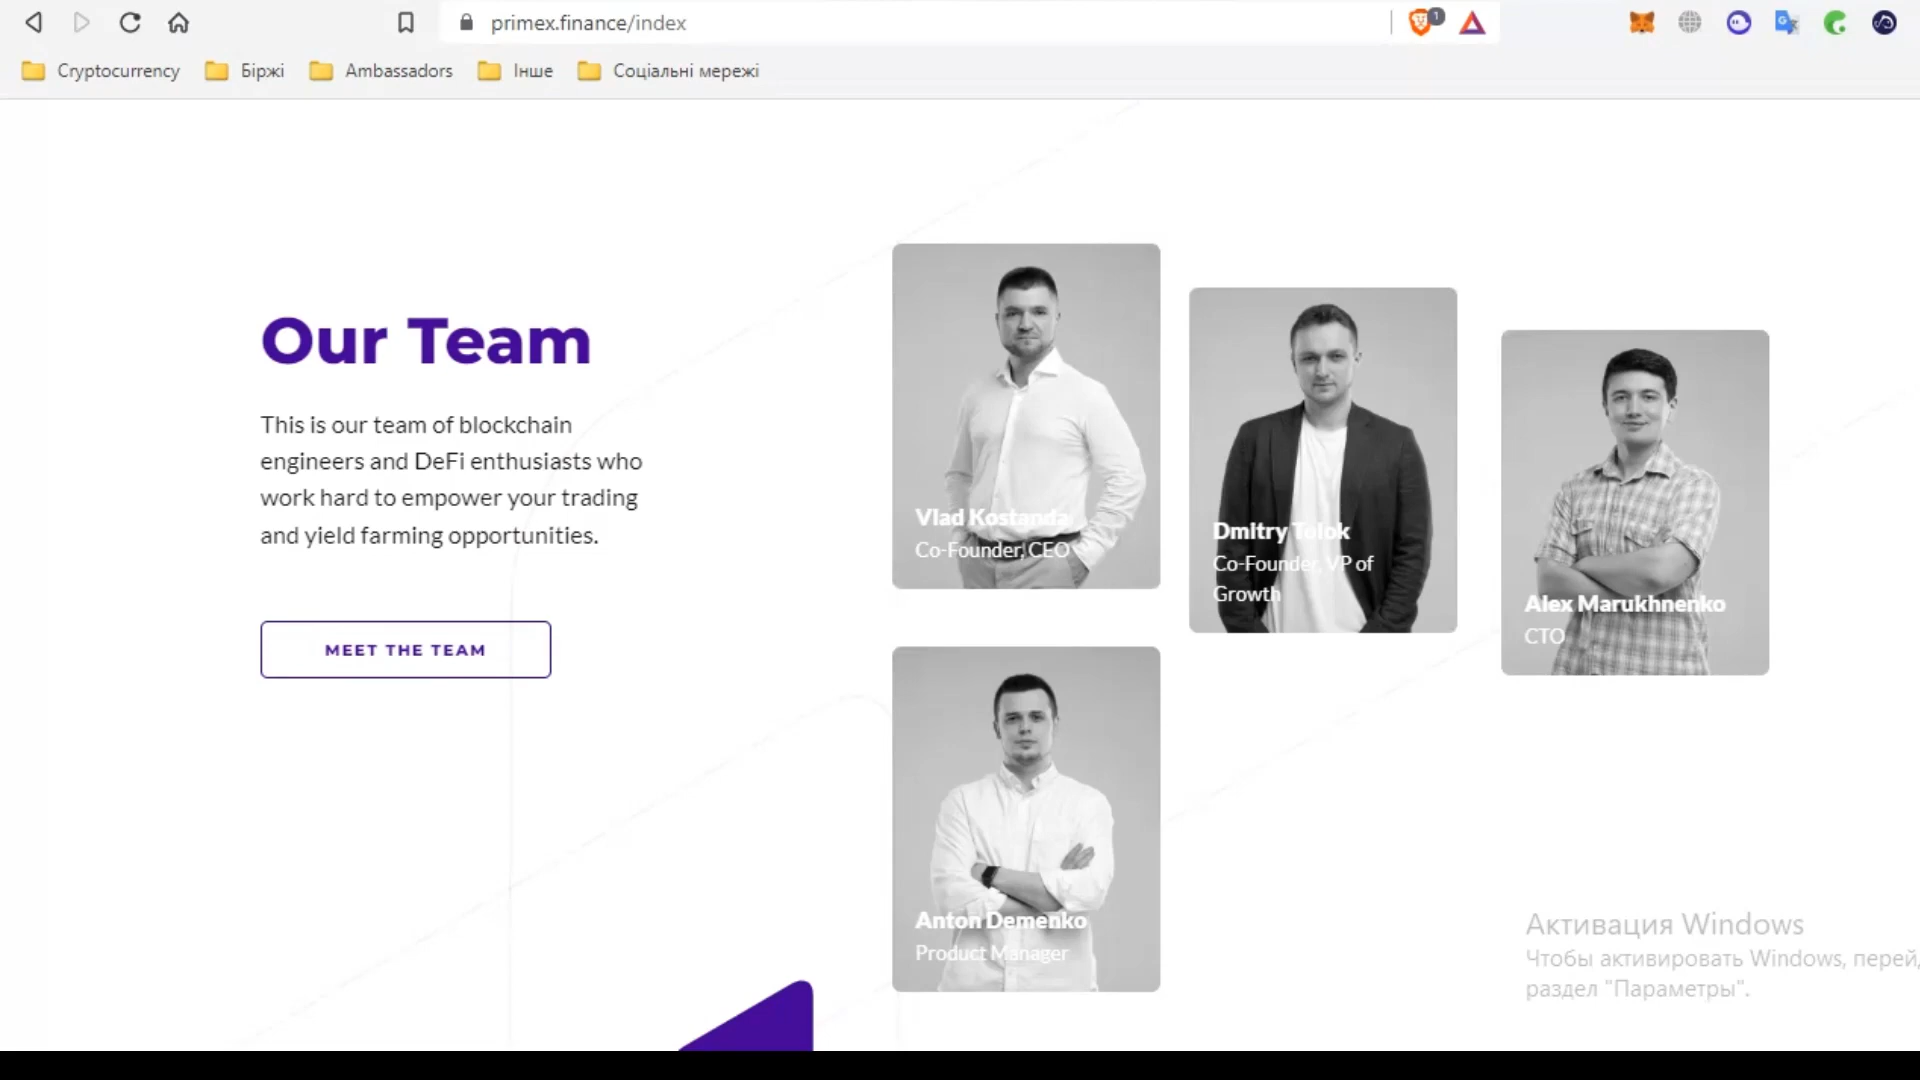 primex.finance/index
1
Cryptocurrency
Біржі
Ambassadors
Інше
Соціальні мережі
Our Team
This is our team of blockchain
engineers and DeFi enthusiasts who
work hard to empower your trading
and yield farming opportunities.
MEET THE TEAM
Vlad Kostanda
Co-Founder, CEO
Dmitry Tolok
Co-Founder, VP of
Growth
Alex Marukhnenko
CTO
Anton Demenko
Product Manager
Активация Windows
Чтобы активировать Windows, перей
раздел "Параметры".